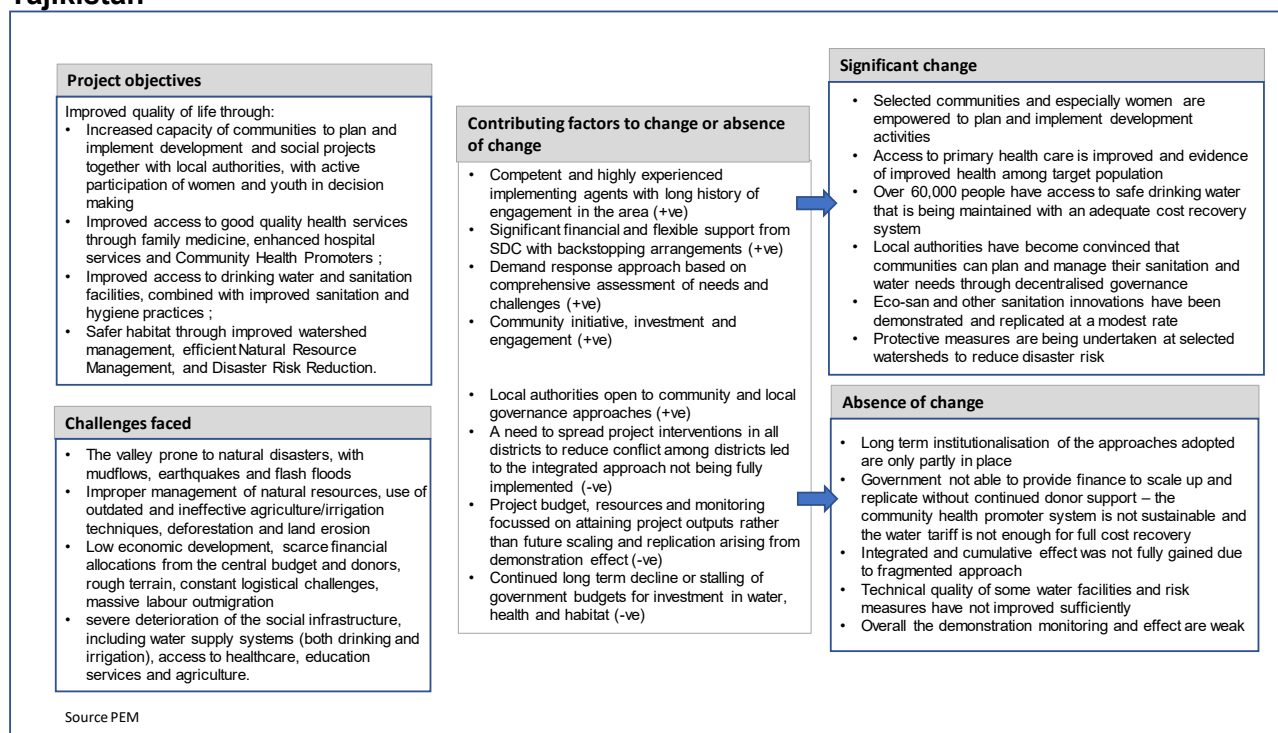 Tajikistan
Project objectives
Improved quality of life through:
• Increased capacity of communities to plan and
implement development and social projects
together with local authorities, with active
participation of women and youth in decision
making
• Improved access to good quality health services
through family medicine, enhanced hospital
services and Community Health Promoters ;
• Improved access to drinking water and sanitation
facilities, combined with improved sanitation and
hygiene practices ;
• Safer habitat through improved watershed
management, efficient Natural Resource
Management, and Disaster Risk Reduction.
Challenges faced
• The valley prone to natural disasters, with
mudflows, earthquakes and flash floods
• Improper management of natural resources, use of
outdated and ineffective agriculture/irrigation
techniques, deforestation and land erosion
• Low economic development, scarce financial
allocations from the central budget and donors,
rough terrain, constant logistical challenges,
massive labour outmigration
• severe deterioration of the social infrastructure,
including water supply systems (both drinking and
irrigation), access to healthcare, education
services and agriculture.
Source PEM
Contributing factors to change or absence
of change
• Competent and highly experienced
implementing agents with long history of
engagement in the area (+ve)
• Significant financial and flexible support from
SDC with backstopping arrangements (+ve)
• Demand response approach based on
comprehensive assessment of needs and
challenges (+ve)
• Community initiative, investment and
engagement (+ve)
• Local authorities open to community and local
governance approaches (+ve)
• A need to spread project interventions in all
districts to reduce conflict among districts led
to the integrated approach not being fully
implemented (-ve)
• Project budget, resources and monitoring
focussed on attaining project outputs rather
than future scaling and replication arising from
demonstration effect (-ve)
• Continued long term decline or stalling of
government budgets for investment in water,
health and habitat (-ve)
Significant change
• Selected communities and especially women are
empowered to plan and implement development
activities
• Access to primary health care is improved and evidence
of improved health among target population
• Over 60,000 people have access to safe drinking water
that is being maintained with an adequate cost recovery
system
• Local authorities have become convinced that
communities can plan and manage their sanitation and
water needs through decentralised governance
• Eco-san and other sanitation innovations have been
demonstrated and replicated at a modest rate
• Protective measures are being undertaken at selected
watersheds to reduce disaster risk
Absence of change
• Long term institutionalisation of the approaches adopted
are only partly in place
• Government not able to provide finance to scale up and
replicate without continued donor support – the
community health promoter system is not sustainable and
the water tariff is not enough for full cost recovery
• Integrated and cumulative effect was not fully gained due
to fragmented approach
• Technical quality of some water facilities and risk
measures have not improved sufficiently
• Overall the demonstration monitoring and effect are weak